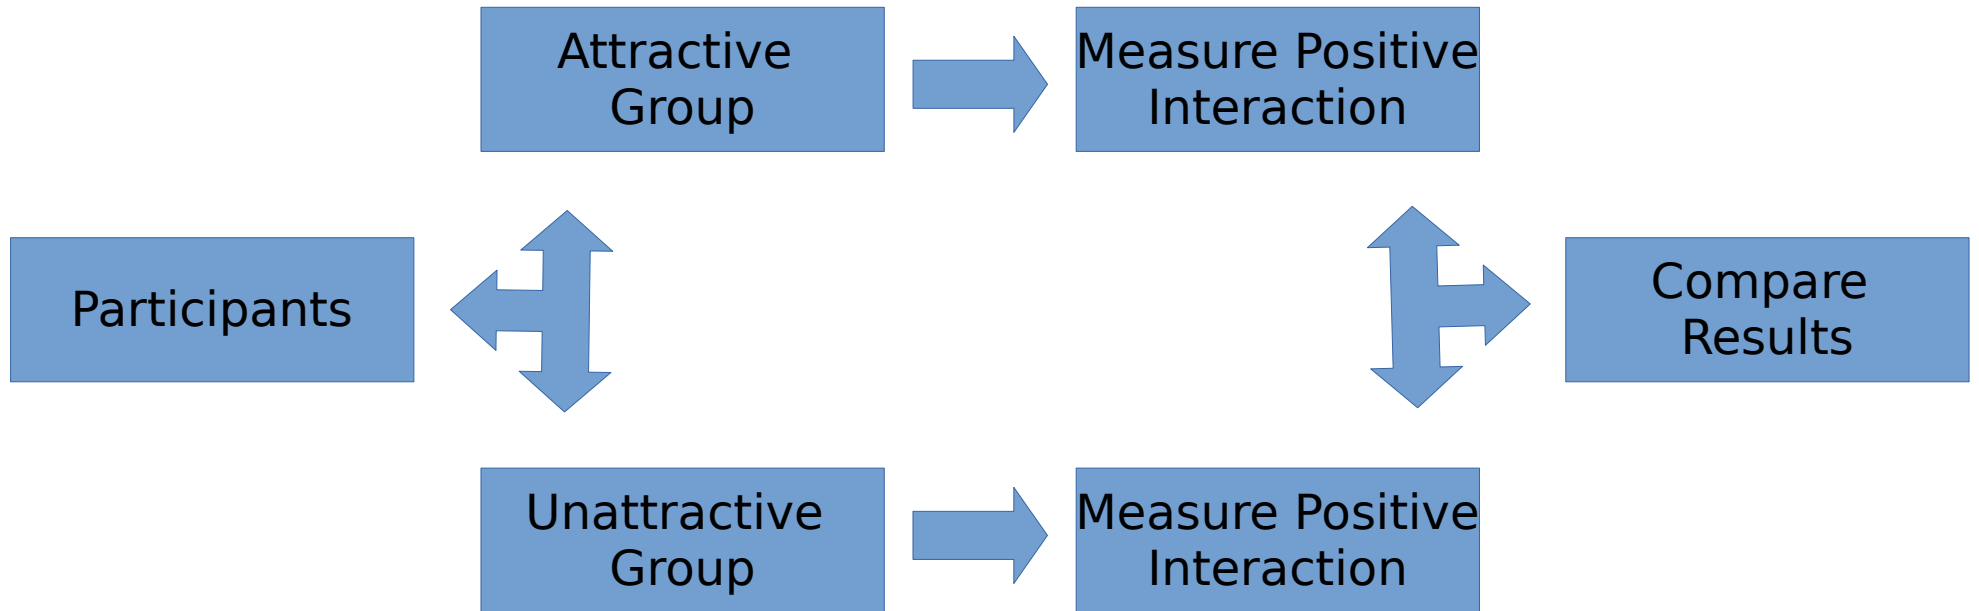 Attractive
Group
Measure Positive
Interaction
Participants
Compare
Results
Unattractive
Group
Measure Positive
Interaction